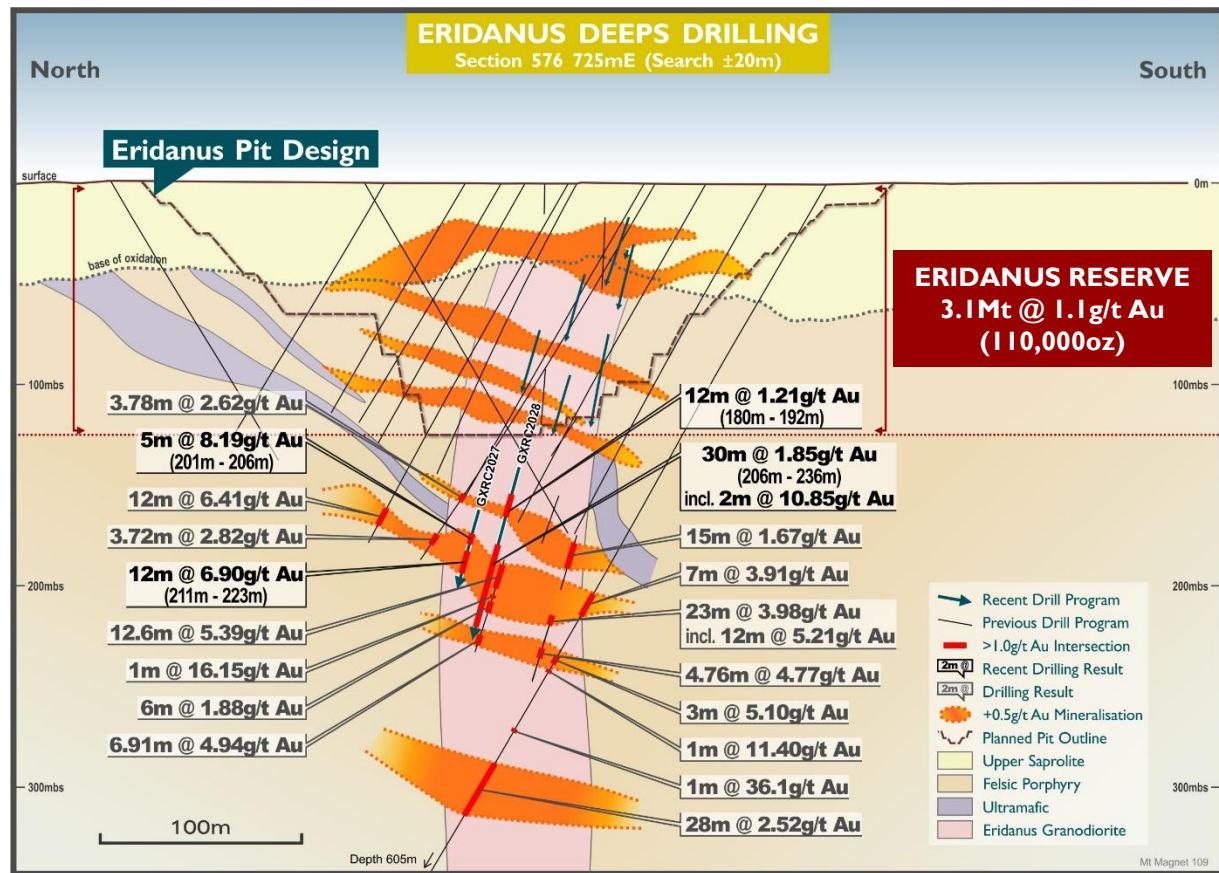 ERIDANUS DEEPS DRILLING
Section 576 725mE (Search ±20m)
North
South
Eridanus Pit Design
surface
0m
base of oxidation
ERIDANUS RESERVE
3.1Mt @ 1.1g/t Au
(110,000oz)
100mbs
100mbs
3.78m @ 2.62g/t Au
5m @ 8.19g/t Au
(201m - 206m)
12m @ 6.41g/t Au
3.72m @ 2.82g/t Au
12m @ 6.90g/t Au
(211m - 223m)
12.6m @ 5.39g/t Au
1m @ 16.15g/t Au
6m @ 1.88g/t Au
6.91m @ 4.94g/t Au
GXRC2027
GXRC2028
12m @ 1.21g/t Au
(180m - 192m)
30m @ 1.85g/t Au
(206m - 236m)
incl. 2m @ 10.85g/t Au
15m @ 1.67g/t Au
7m @ 3.91g/t Au
23m @ 3.98g/t Au
incl. 12m @ 5.21g/t Au
4.76m @ 4.77g/t Au
3m @ 5.10g/t Au
1m @ 11.40g/t Au
1m @ 36.1g/t Au
28m @ 2.52g/t Au
200mbs
200mbs
300mbs
300mbs
100m
Depth 605m
Recent Drill Program
Previous Drill Program
>1.0g/t Au Intersection
2m @
Recent Drilling Result
2m @
Drilling Result
+0.5g/t Au Mineralisation
Planned Pit Outline
Upper Saprolite
Felsic Porphyry
Ultramafic
Eridanus Granodiorite
Mt Magnet 109